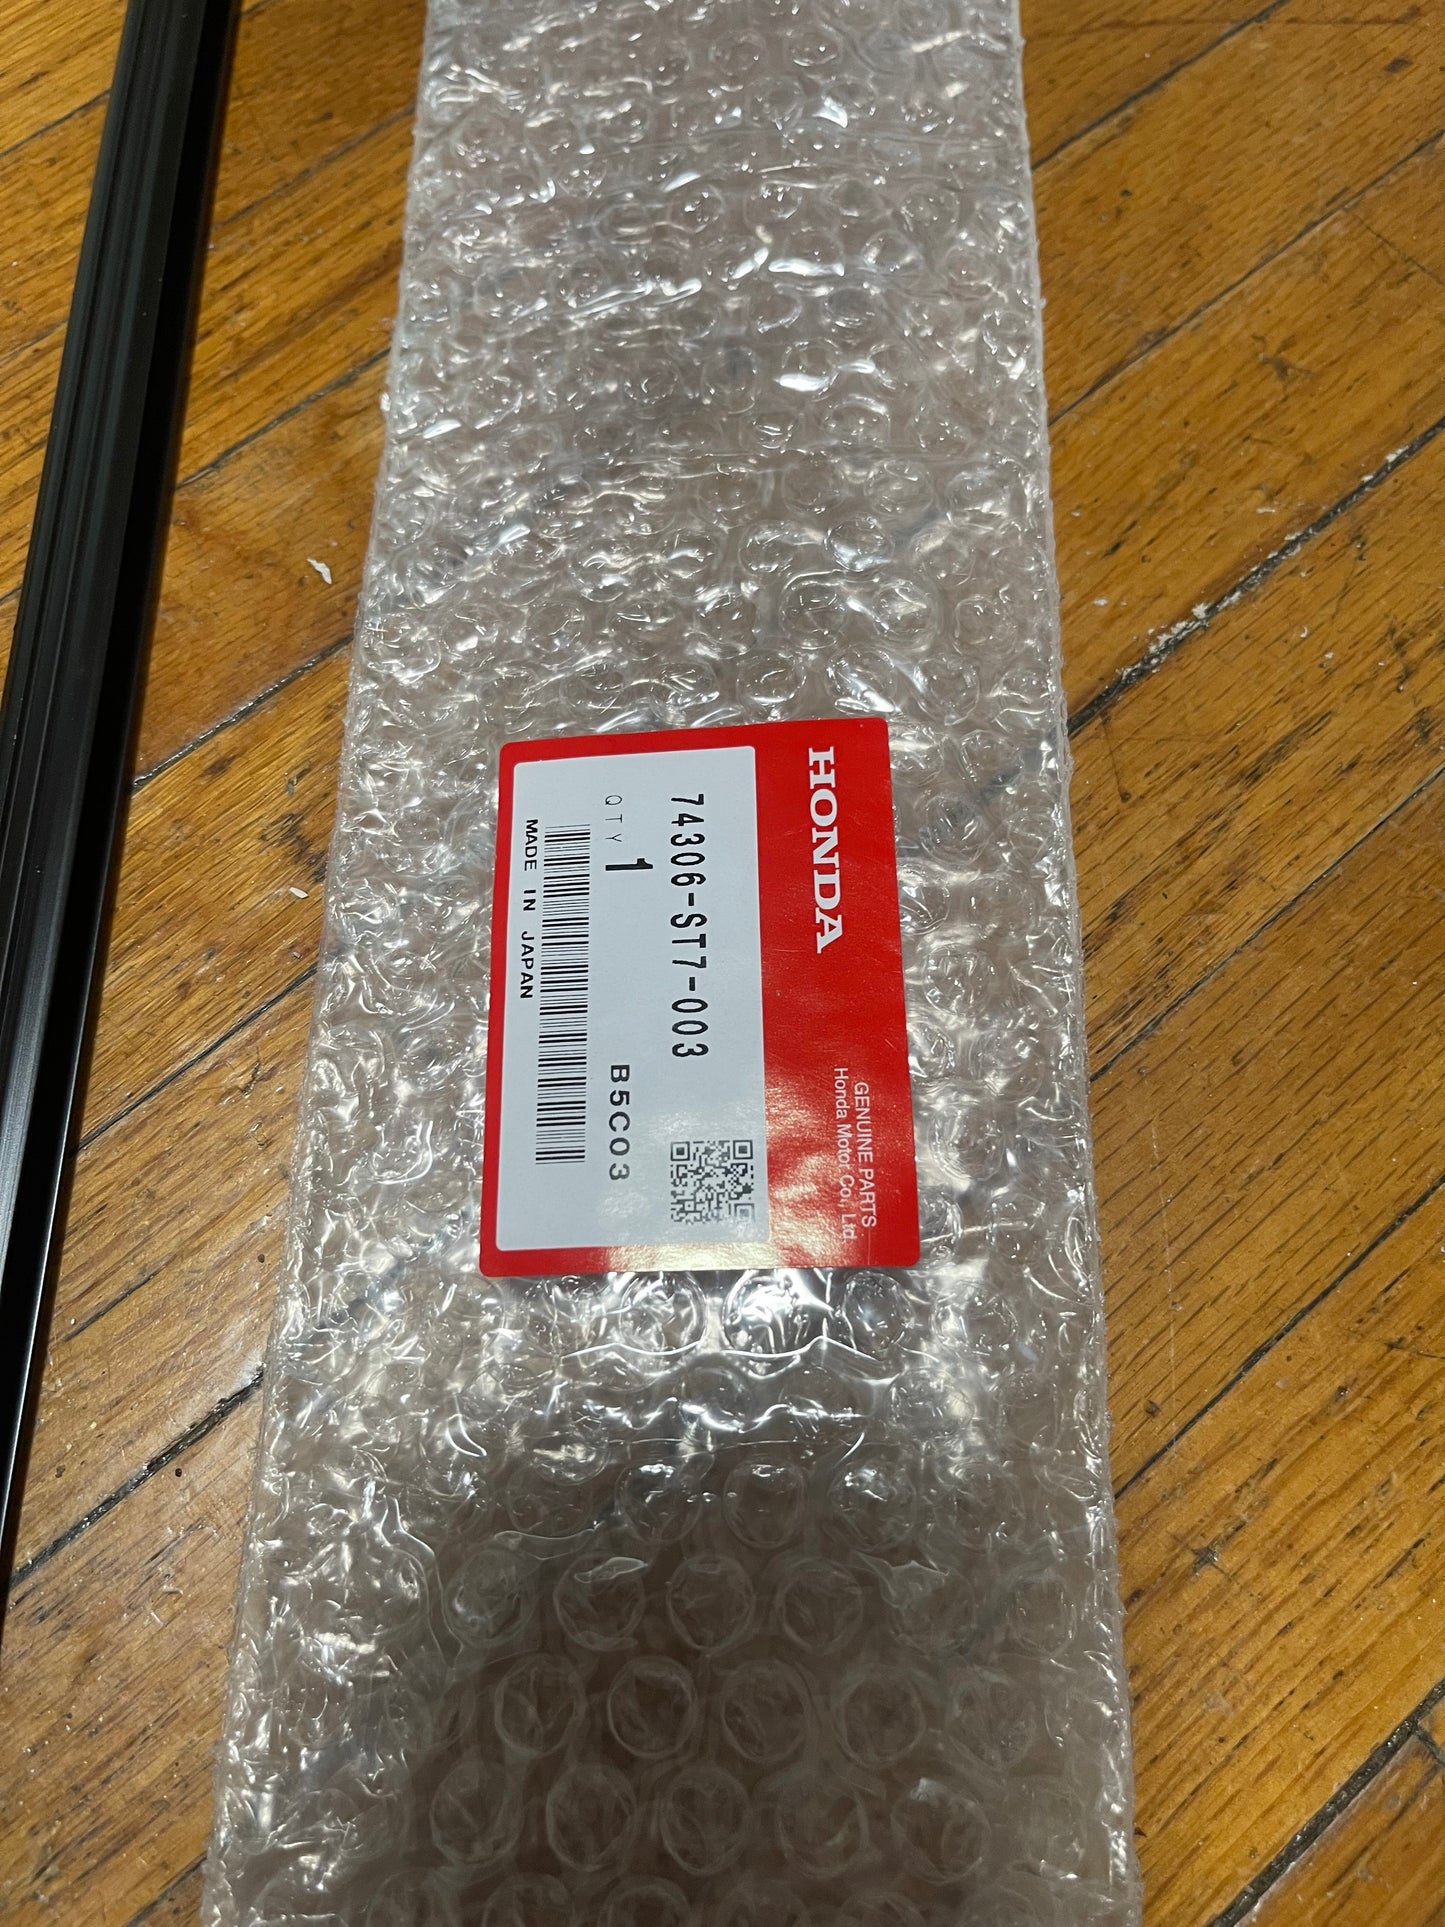 HONDA
GENUINE PARTS
Honda Motor Co., Ltd
74306-ST7-003
QTY 1
B5C03
MADE IN JAPAN